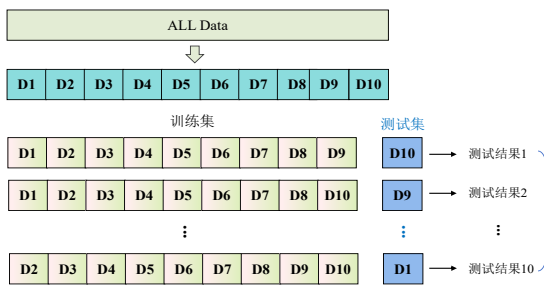 ALL Data
D1 D2 D3 D4 D5 D6 D7 D8 D9 D10
训练集 测试集
D1 D2 D3 D4 D5 D6 D7 D8 D9 D10 测试结果1
D1 D2 D3 D4 D5 D6 D7 D8 D10 D9 测试结果2
⋮ ⋮ ⋮
D2 D3 D4 D5 D6 D7 D8 D9 D10 D1 测试结果10